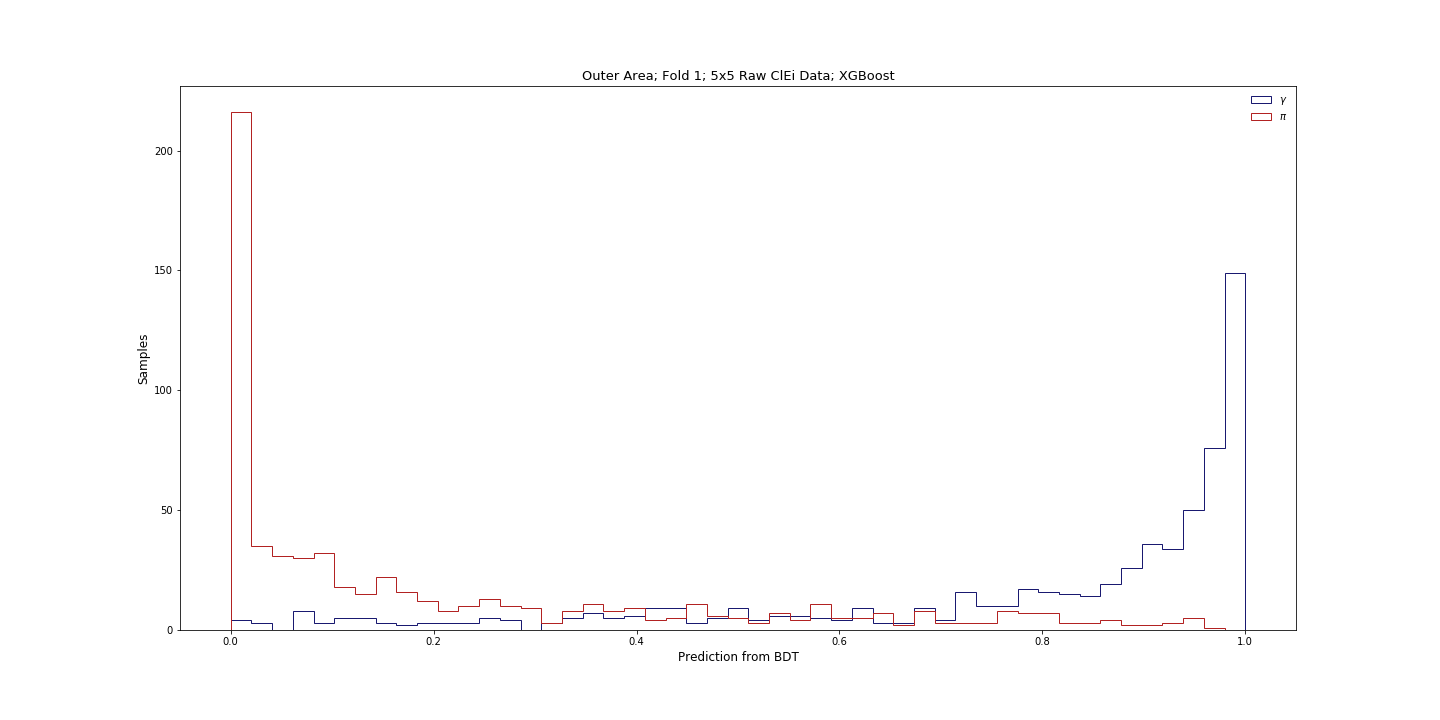 Outer Area; Fold 1; 5x5 Raw ClEi Data; XGBoost
γ
π
200
150
100
50
0
Samples
0.0 0.2 0.4 0.6 0.8 1.0
Prediction from BDT